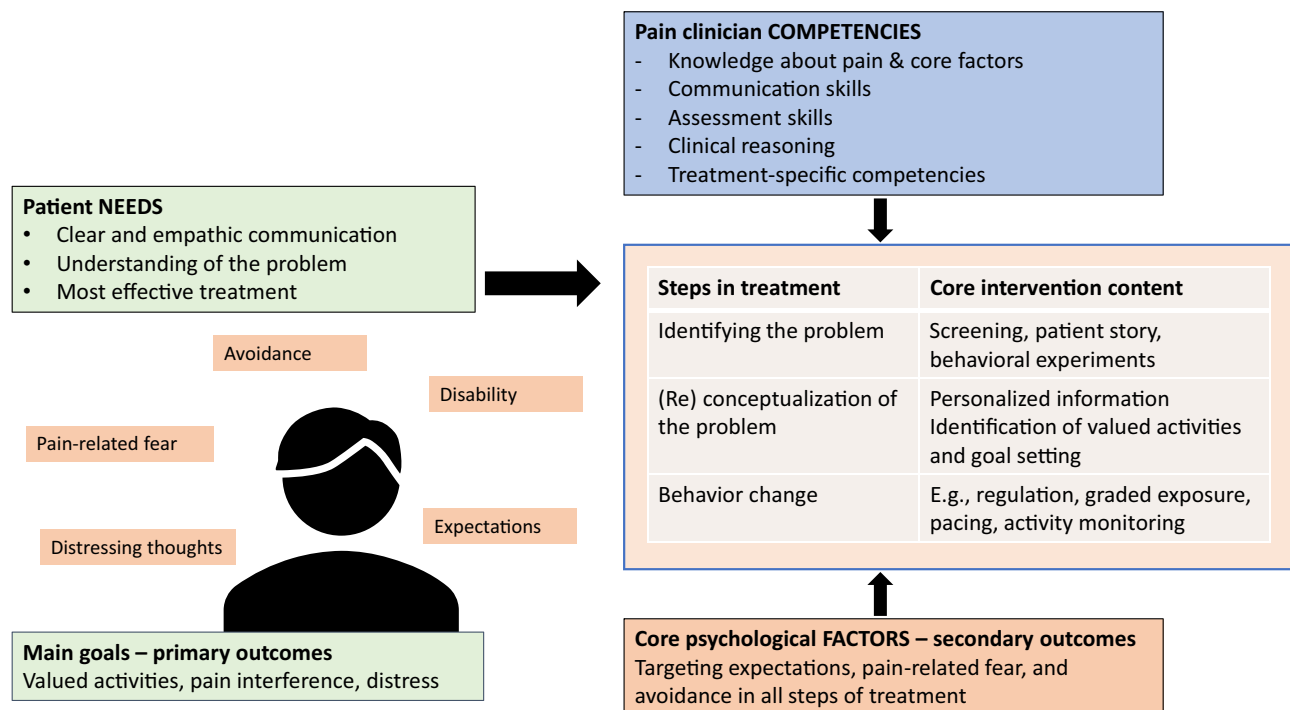 Pain clinician COMPETENCIES
- Knowledge about pain & core factors
- Communication skills
- Assessment skills
- Clinical reasoning
- Treatment-specific competencies
Patient NEEDS
• Clear and empathic communication
• Understanding of the problem
• Most effective treatment
Avoidance
Disability
Pain-related fear
Expectations
Distressing thoughts
Main goals – primary outcomes
Valued activities, pain interference, distress
Steps in treatment
Core intervention content
Identifying the problem
Screening, patient story,
behavioral experiments
(Re) conceptualization of
the problem
Personalized information
Identification of valued activities
and goal setting
Behavior change
E.g., regulation, graded exposure,
pacing, activity monitoring
Core psychological FACTORS – secondary outcomes
Targeting expectations, pain-related fear, and
avoidance in all steps of treatment